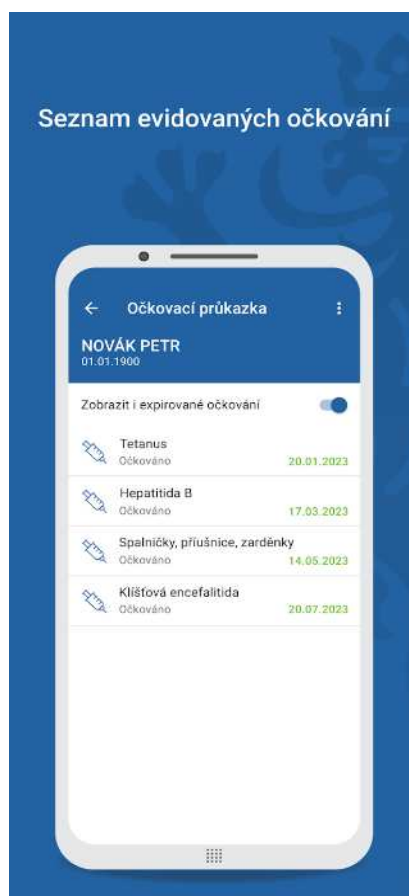 Seznam evidovaných očkování
Očkovací průkazka
NOVÁK PETR
01.01.1900
Zobrazit i expirované očkování
Tetanus
Očkováno 20.01.2023
Hepatitida B
Očkováno 17.03.2023
Spalničky, příušnice, zarděnky
Očkováno 14.05.2023
Klíšťová encefalitida
Očkováno 20.07.2023